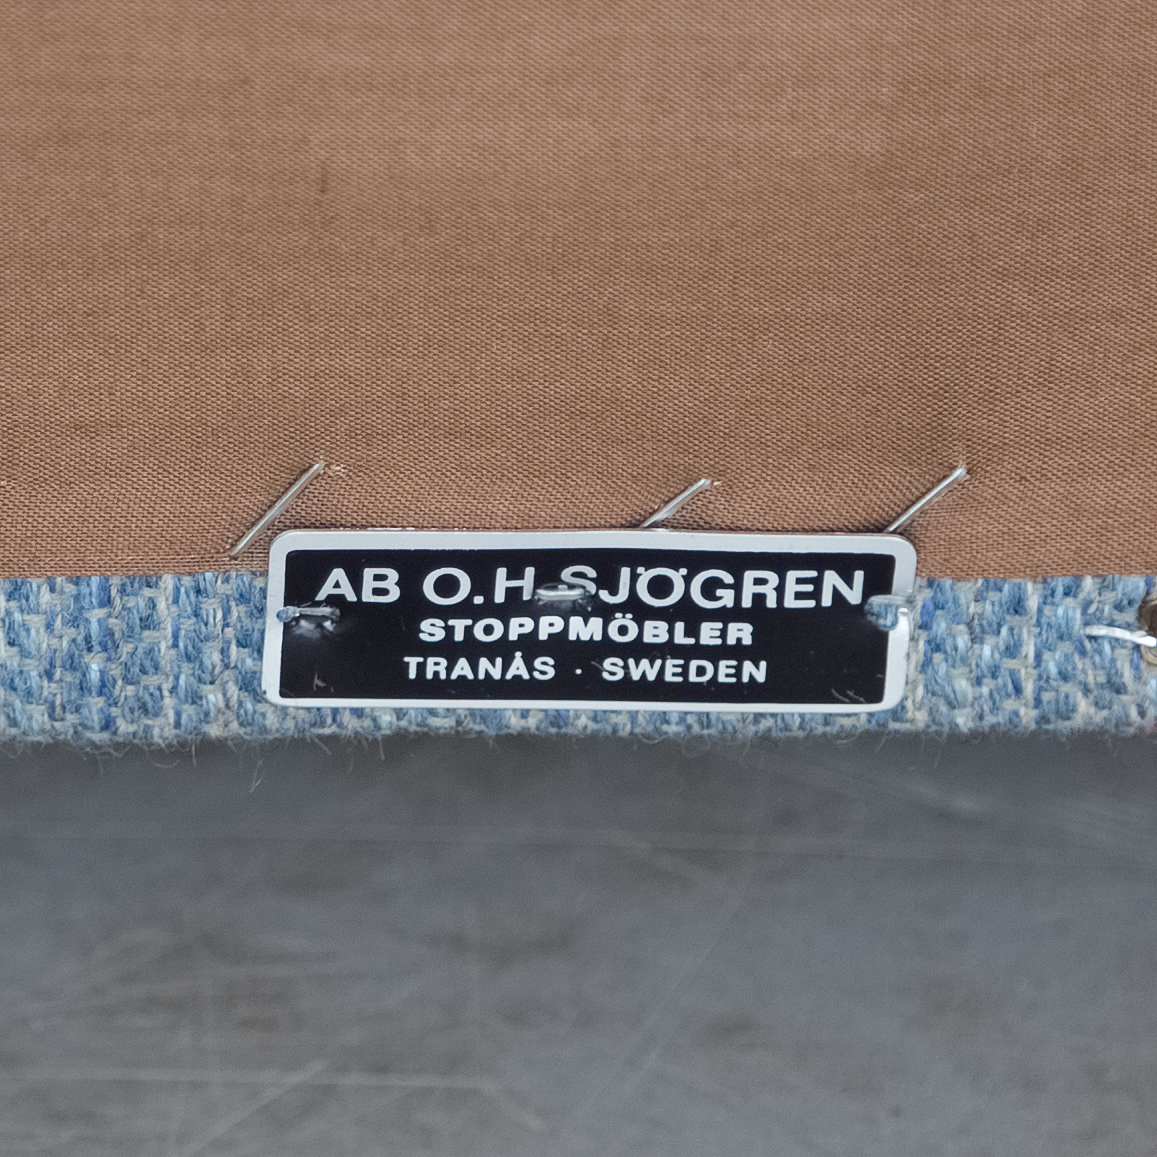 AB O.H.SJÖGREN
STOPPMÖBLER
TRANÅS · SWEDEN